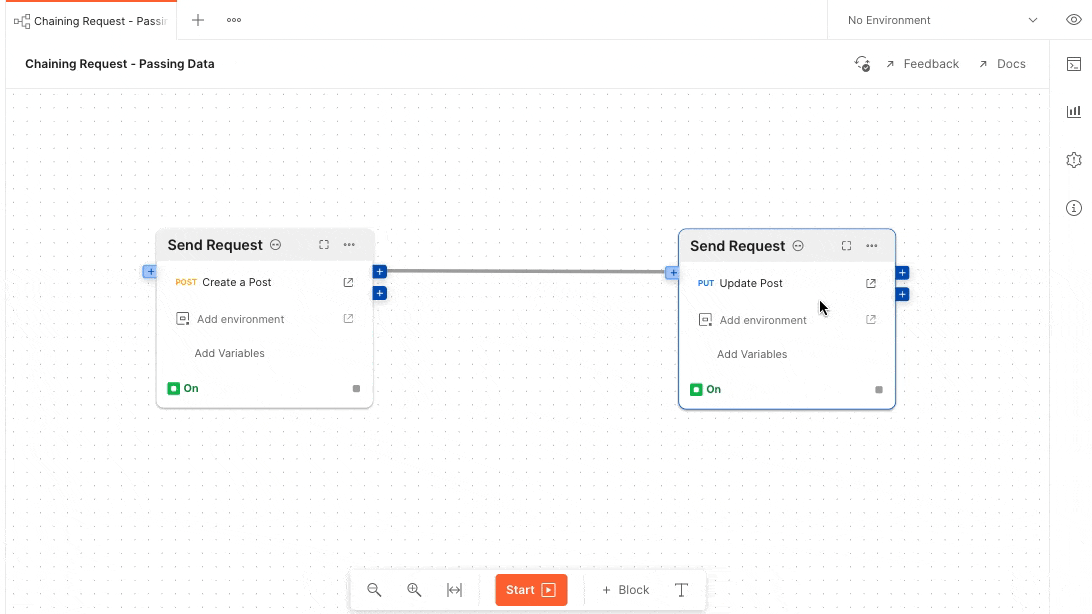 Chaining Request - Passin
No Environment
Chaining Request - Passing Data
Feedback
Docs
Send Request
POST Create a Post
Add environment
Add Variables
On
Send Request
PUT Update Post
Add environment
Add Variables
On
Start
+ Block
T